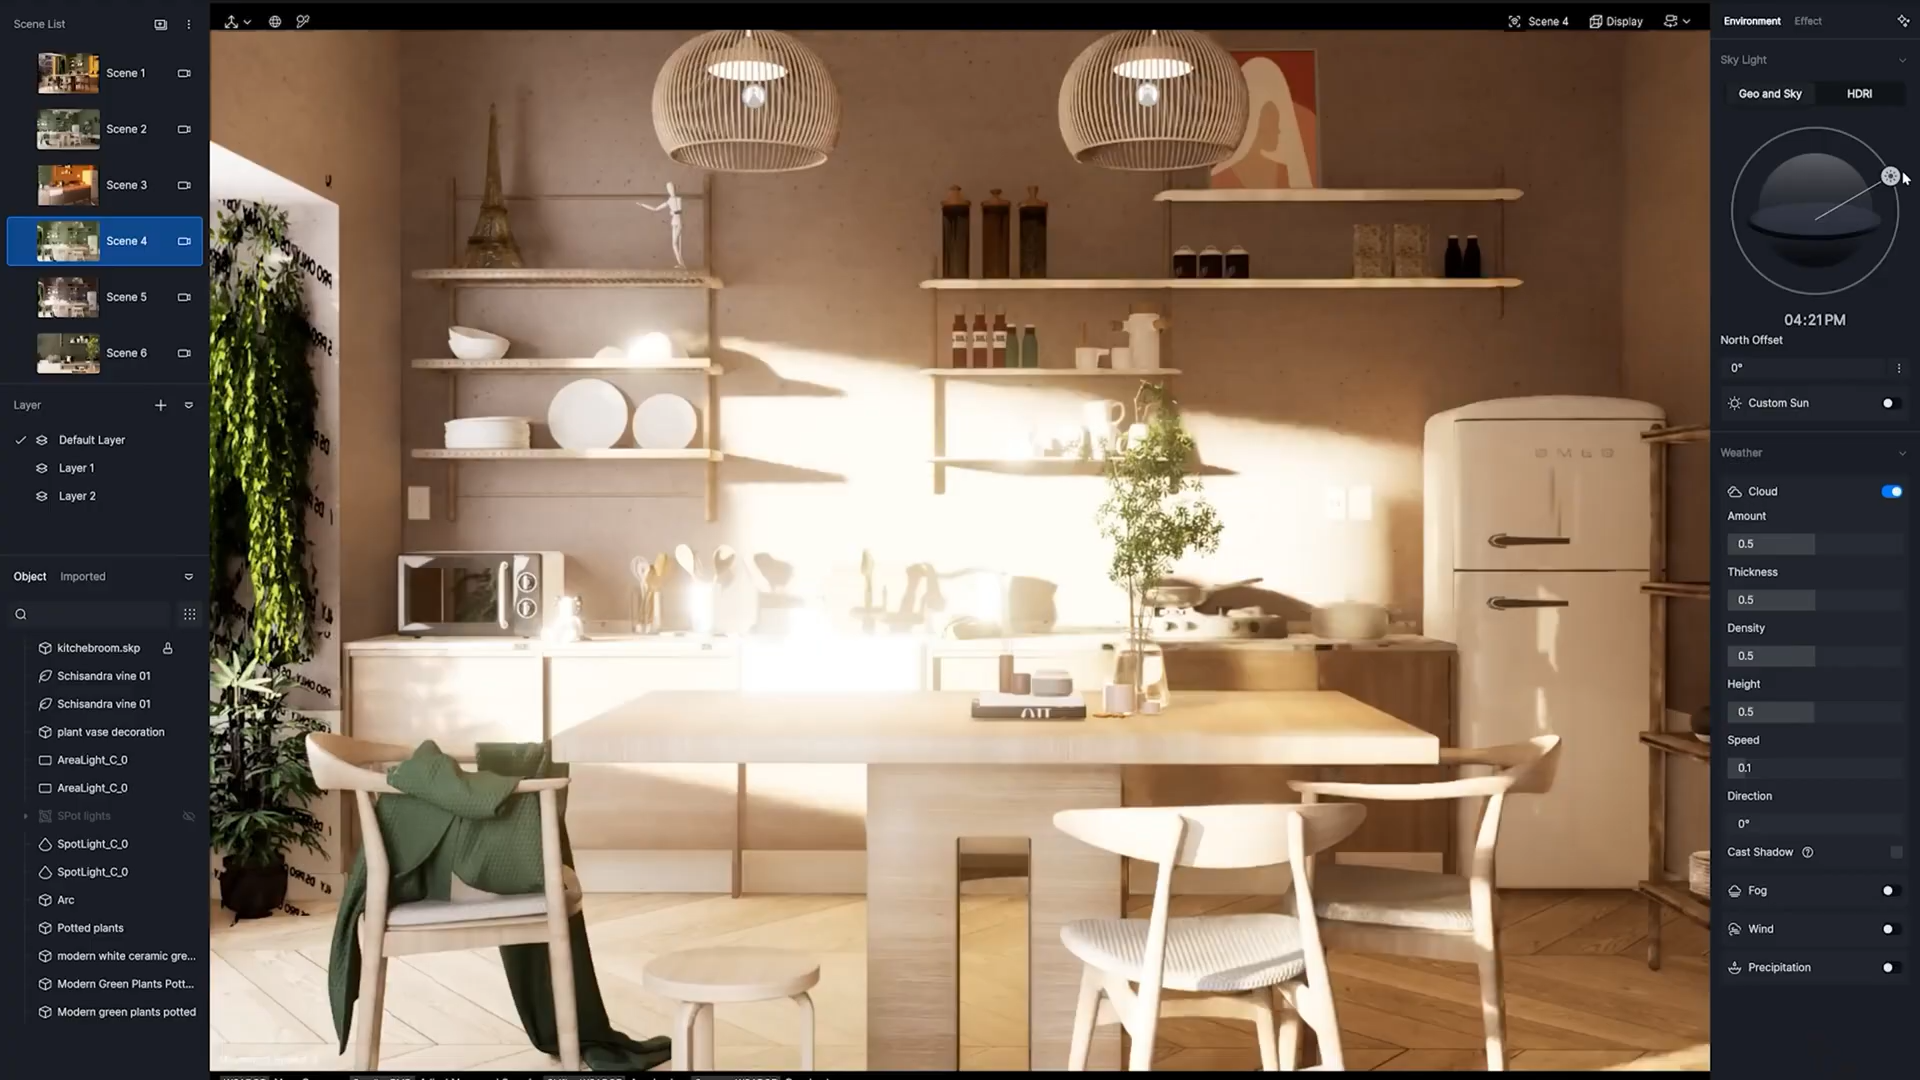 Scene List
Scene 1
Scene 2
Scene 3
Scene 4
Scene 5
Scene 6
Layer
Default Layer
Layer 1
Layer 2
Object Imported
kitchebroom.skp
Schisandra vine 01
Schisandra vine 01
plant vase decoration
AreaLight_C_0
AreaLight_C_0
SPot lights
SpotLight_C_0
SpotLight_C_0
Arc
Potted plants
modern white ceramic gre...
Modern Green Plants Pott...
Modern green plants potted
Scene 4 Display
SMEG
Environment Effect
Sky Light
Geo and Sky HDRI
04:21PM
North Offset
0°
Custom Sun
Weather
Cloud
Amount
0.5
Thickness
0.5
Density
0.5
Height
0.5
Speed
0.1
Direction
0°
Cast Shadow
Fog
Wind
Precipitation